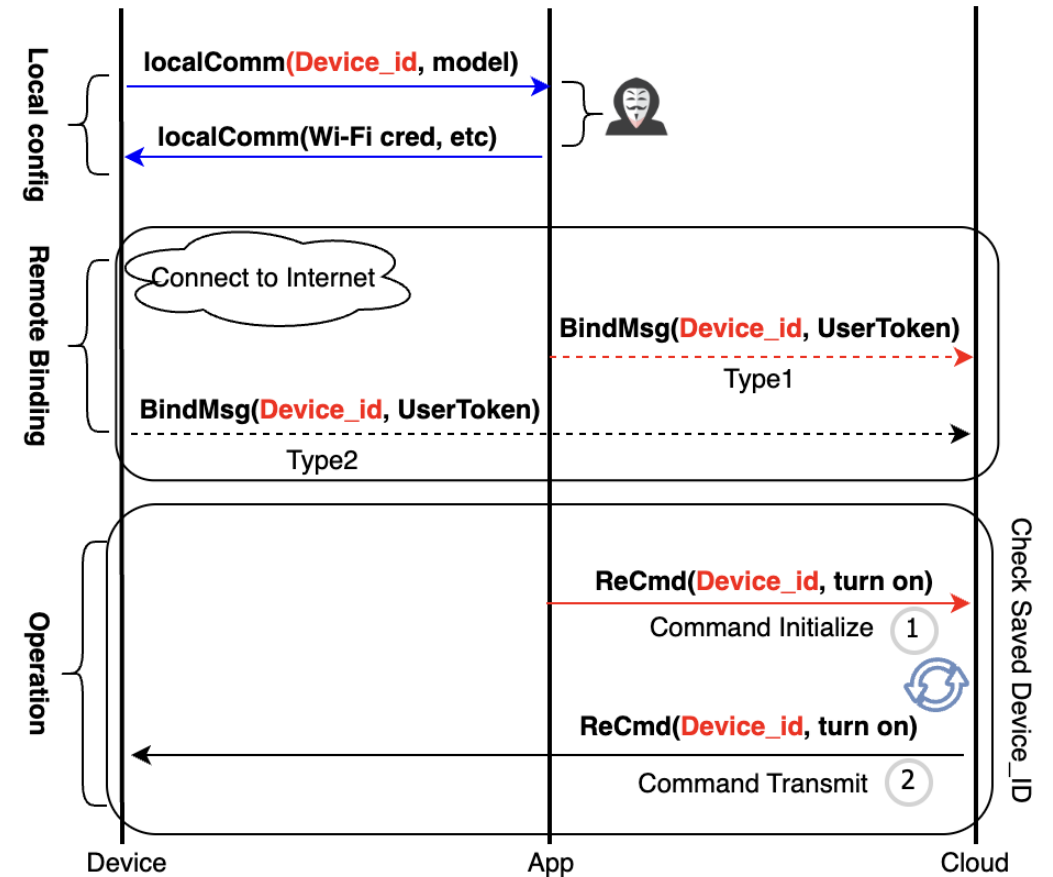 localComm(Device_id, model)
localComm(Wi-Fi cred, etc)
Local config
Connect to Internet
BindMsg(Device_id, UserToken)
Type1
BindMsg(Device_id, UserToken)
Type2
Remote Binding
ReCmd(Device_id, turn on)
Command Initialize 1
ReCmd(Device_id, turn on)
Command Transmit 2
Operation
Check Saved Device_ID
Device App Cloud